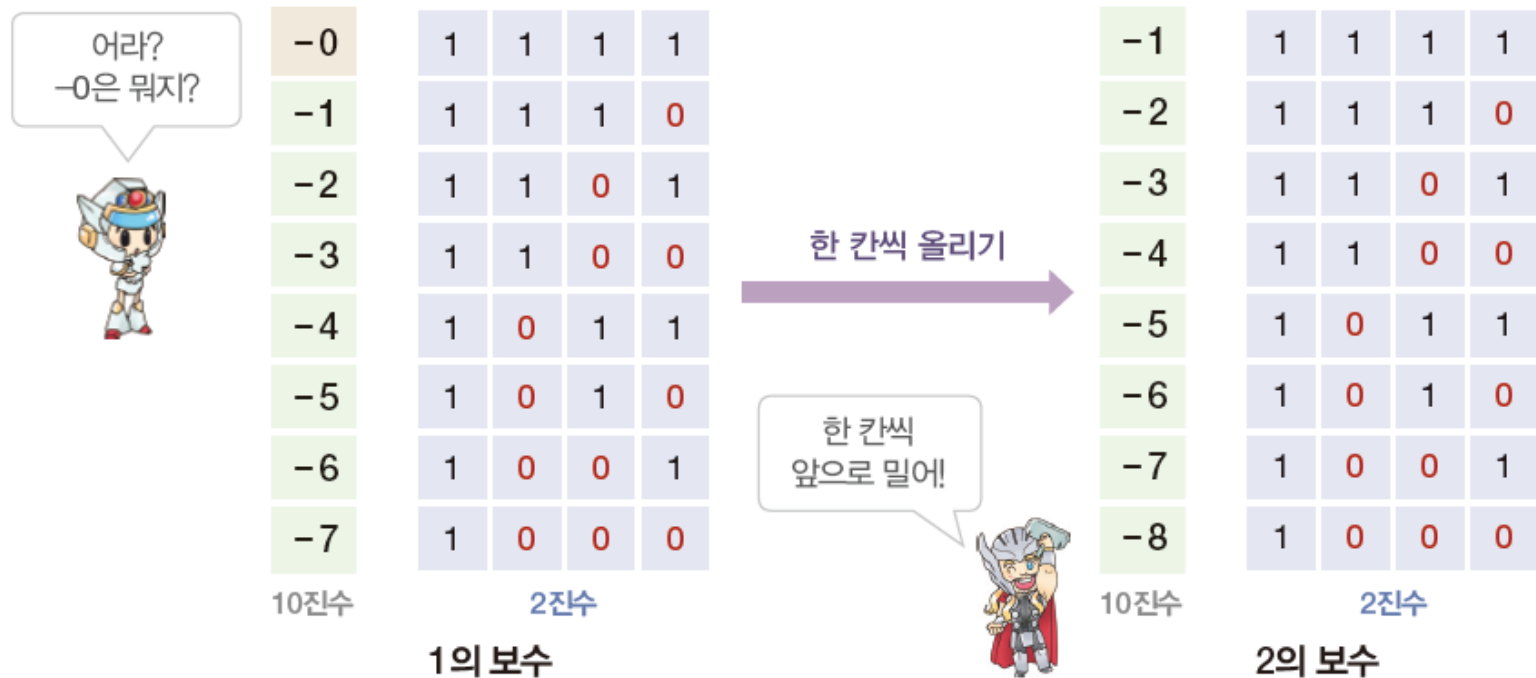 어라?
-0은 뭐지?
-0 1 1 1 1
-1 1 1 1 0
-2 1 1 0 1
-3 1 1 0 0
-4 1 0 1 1
-5 1 0 1 0
-6 1 0 0 1
-7 1 0 0 0
10진수 2진수
1의 보수
한 칸씩 올리기
한 칸씩
앞으로 밀어!
-1 1 1 1 1
-2 1 1 1 0
-3 1 1 0 1
-4 1 1 0 0
-5 1 0 1 1
-6 1 0 1 0
-7 1 0 0 1
-8 1 0 0 0
10진수 2진수
2의 보수